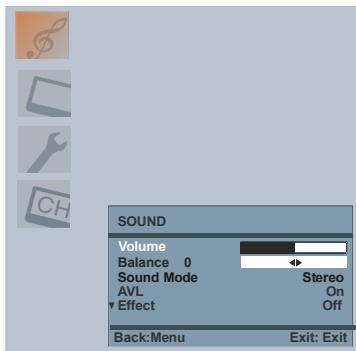 CH
SOUND
Volume
Balance 0
Sound Mode Stereo
AVL On
Effect Off
Back:Menu Exit: Exit